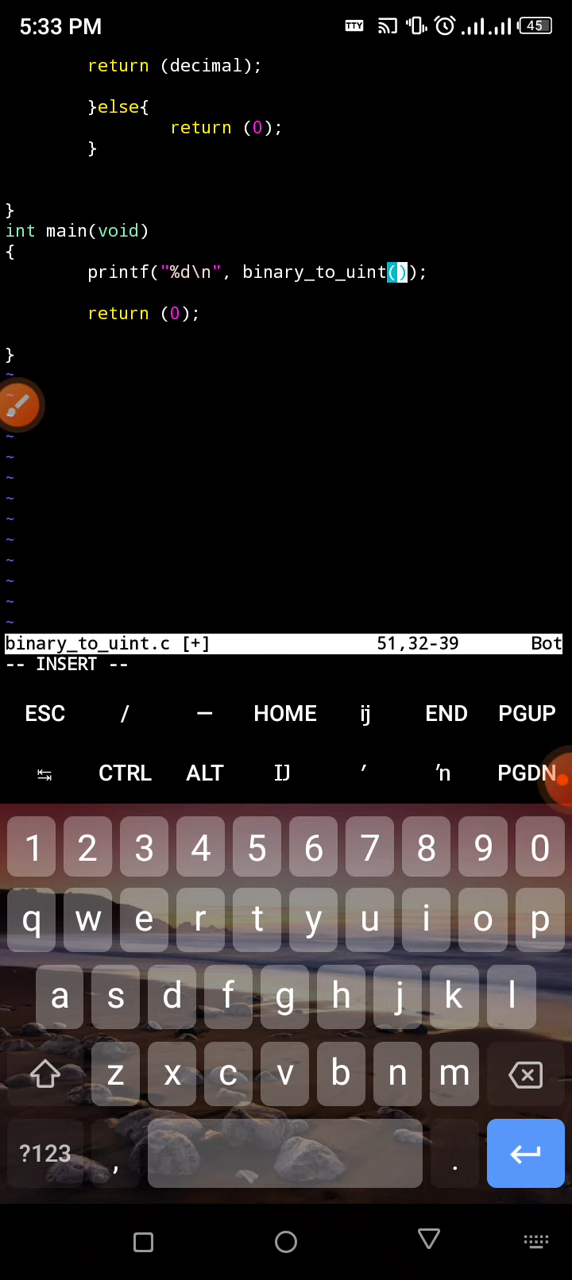 5:33 PM TTY 45
return (decimal);
}else{
return (0);
}
}
int main(void)
{
printf("%d\n", binary_to_uint());
return (0);
}
~
~
~
~
~
~
~
~
~
~
~
~
binary_to_uint.c [+] 51,32-39 Bot
-- INSERT --
ESC / — HOME ĳ END PGUP
↹ CTRL ALT Ĳ ′ ŉ PGDN
1 2 3 4 5 6 7 8 9 0
q w e r t y u i o p
a s d f g h j k l
z x c v b n m
?123 , .